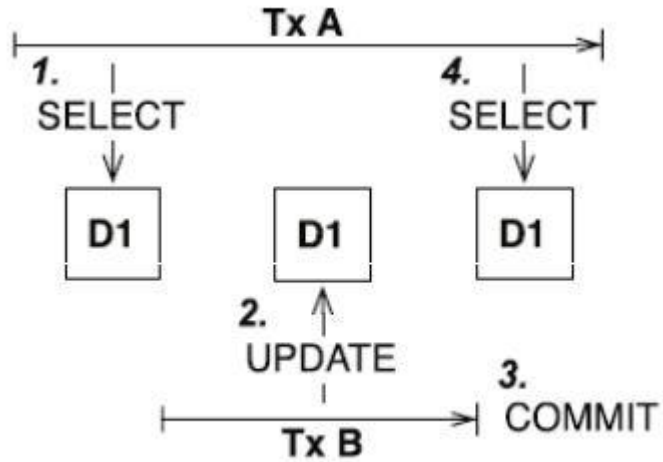 Tx A
1.
SELECT
4.
SELECT
D1
D1
D1
2.
UPDATE
3.
COMMIT
Tx B